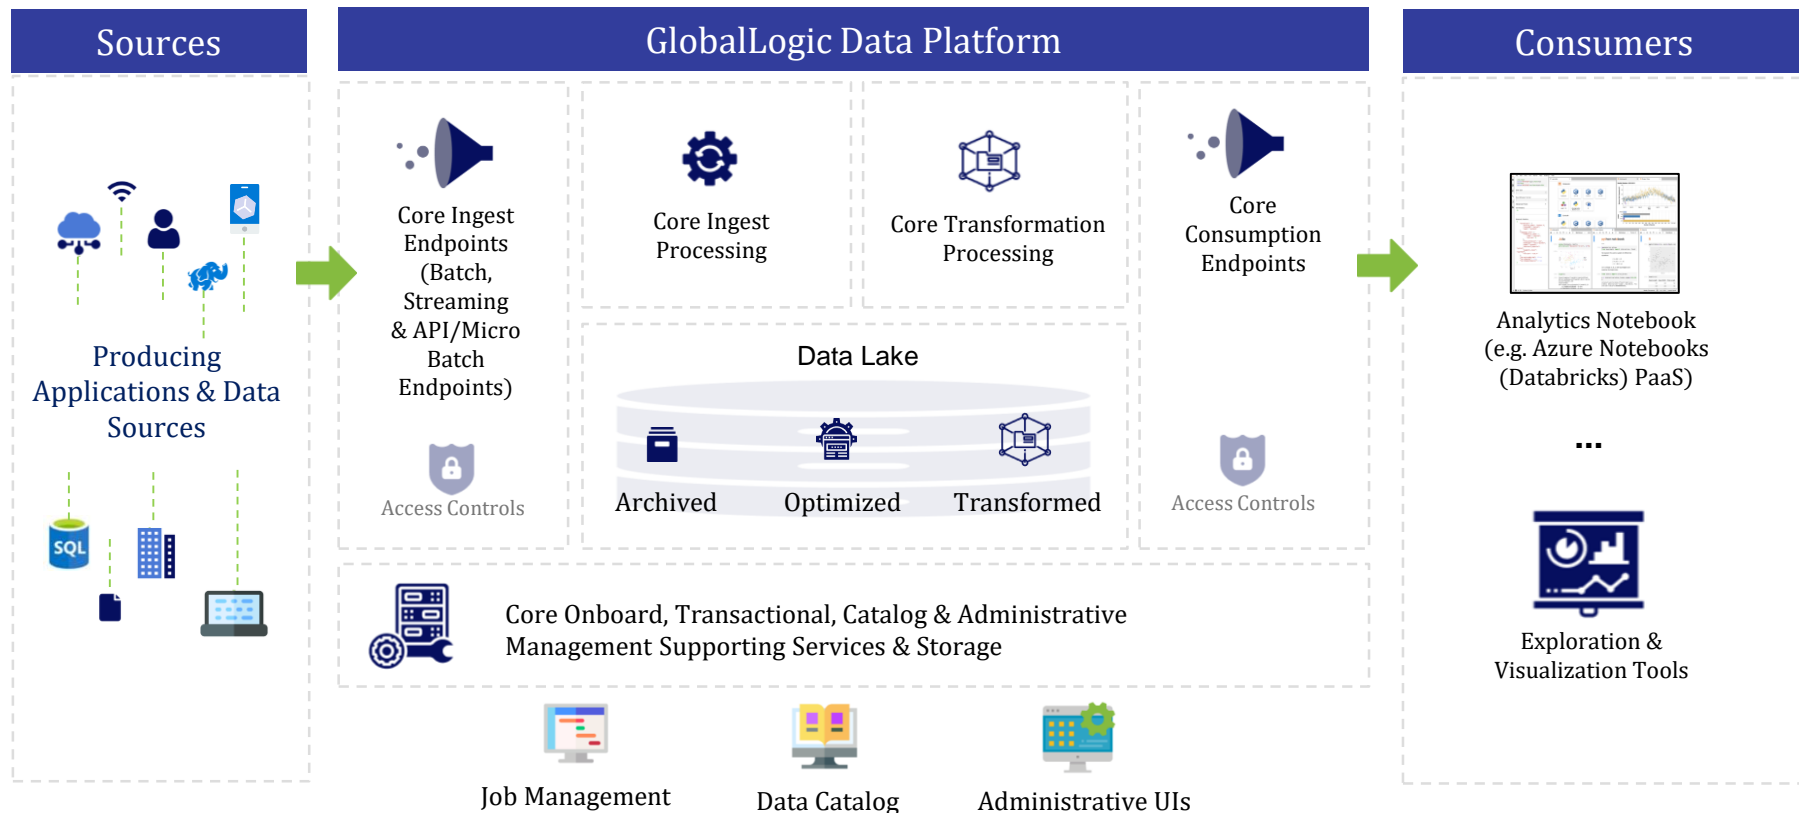 Sources
GlobalLogic Data Platform
Consumers
Producing
Applications & Data
Sources
SQL
Core Ingest
Endpoints
(Batch,
Streaming
& API/Micro
Batch
Endpoints)
Access Controls
Core Ingest
Processing
Core Transformation
Processing
Data Lake
Archived
Optimized
Transformed
Core
Consumption
Endpoints
Access Controls
Core Onboard, Transactional, Catalog & Administrative
Management Supporting Services & Storage
Job Management
Data Catalog
Administrative UIs
Analytics Notebook
(e.g. Azure Notebooks
(Databricks) PaaS)
...
Exploration &
Visualization Tools